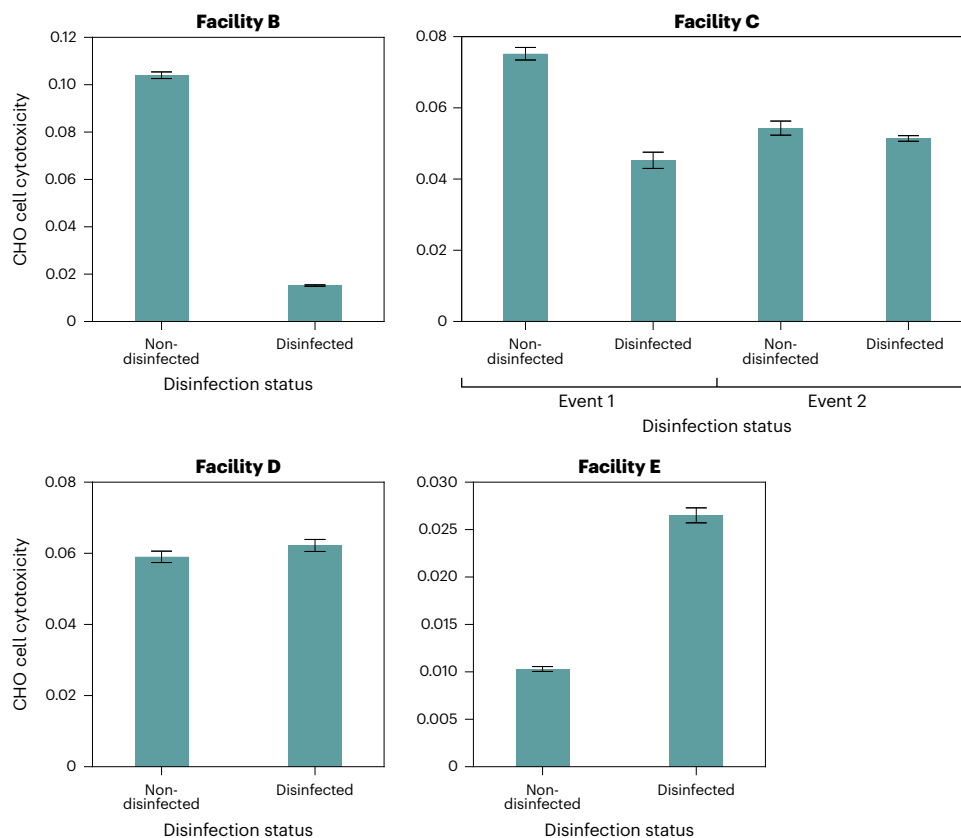 Facility B
CHO cell cytotoxicity
0.12
0.10
0.08
0.06
0.04
0.02
0
Non-
disinfected
Disinfected
Disinfection status
Facility C
0.08
0.06
0.04
0.02
0
Non-
disinfected
Disinfected
Non-
disinfected
Disinfected
Event 1
Event 2
Disinfection status
Facility D
CHO cell cytotoxicity
0.08
0.06
0.04
0.02
0
Non-
disinfected
Disinfected
Disinfection status
Facility E
0.030
0.025
0.020
0.015
0.010
0.005
0
Non-
disinfected
Disinfected
Disinfection status